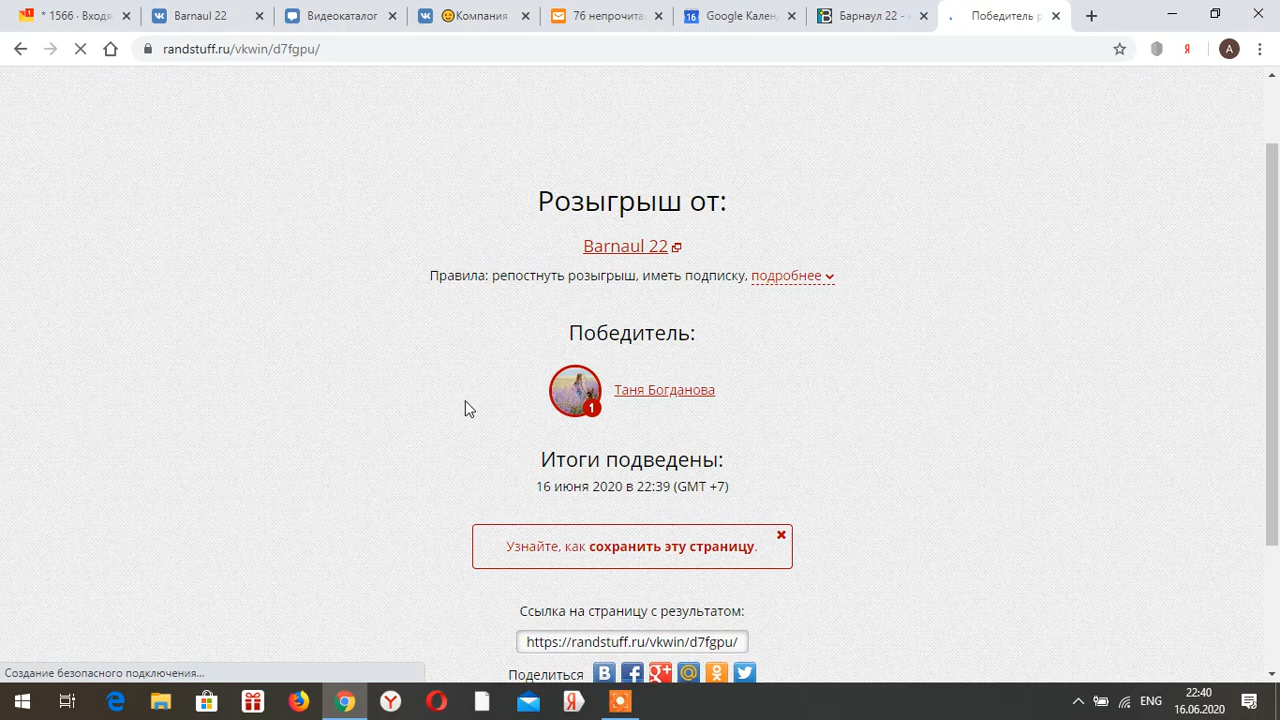 * 1566 · Входя
Barnaul 22
Видеокаталог
Компания
76 непрочита
Google Кален
Барнаул 22 - 
Победитель р
randstuff.ru/vkwin/d7fgpu/
Розыгрыш от:
Barnaul 22
Правила: репостнуть розыгрыш, иметь подписку, подробнее
Победитель:
1
Таня Богданова
Итоги подведены:
16 июня 2020 в 22:39 (GMT +7)
Узнайте, как сохранить эту страницу.
Ссылка на страницу с результатом:
https://randstuff.ru/vkwin/d7fgpu/
Поделиться
Создание безопасного подключения...
ENG
22:40
16.06.2020